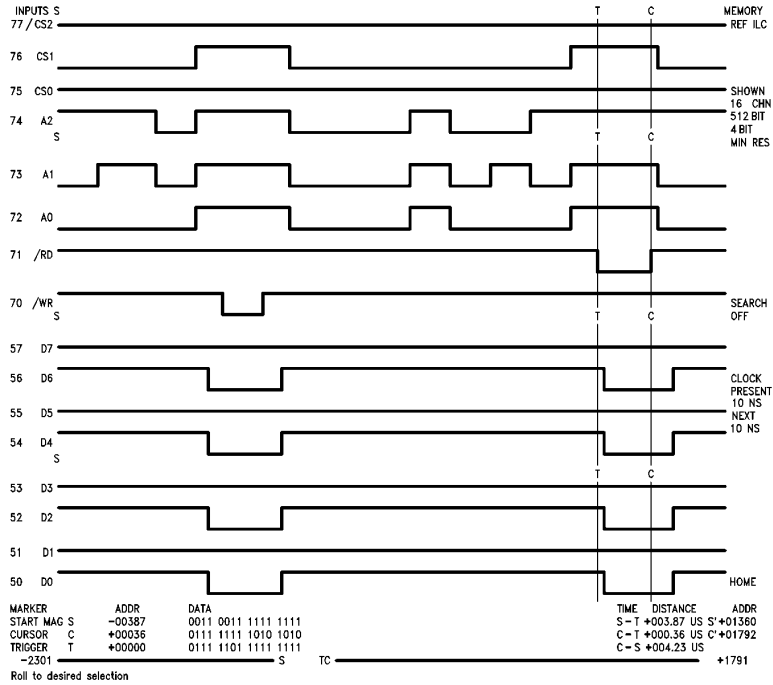 INPUTS S T C MEMORY
77 /CS2 REF ILC
76 CS1
75 CS0 SHOWN
16 CHN
74 A2 512 BIT
4 BIT
S T C MIN RES
73 A1
72 A0
71 /RD
70 /WR SEARCH
S T C OFF
57 D7
56 D6 CLOCK
PRESENT
10 NS
55 D5 NEXT
10 NS
54 D4
S
T C
53 D3
52 D2
51 D1
50 D0 HOME
MARKER ADDR DATA TIME DISTANCE ADDR
START MAG S -00387 0011 0011 1111 1111 S-T +003.87 US S'+01360
CURSOR C +00036 0111 1111 1010 1010 C-T +000.36 US C'+01792
TRIGGER T +00000 0111 1101 1111 1111 C-S +004.23 US
-2301 S TC +1791
Roll to desired selection